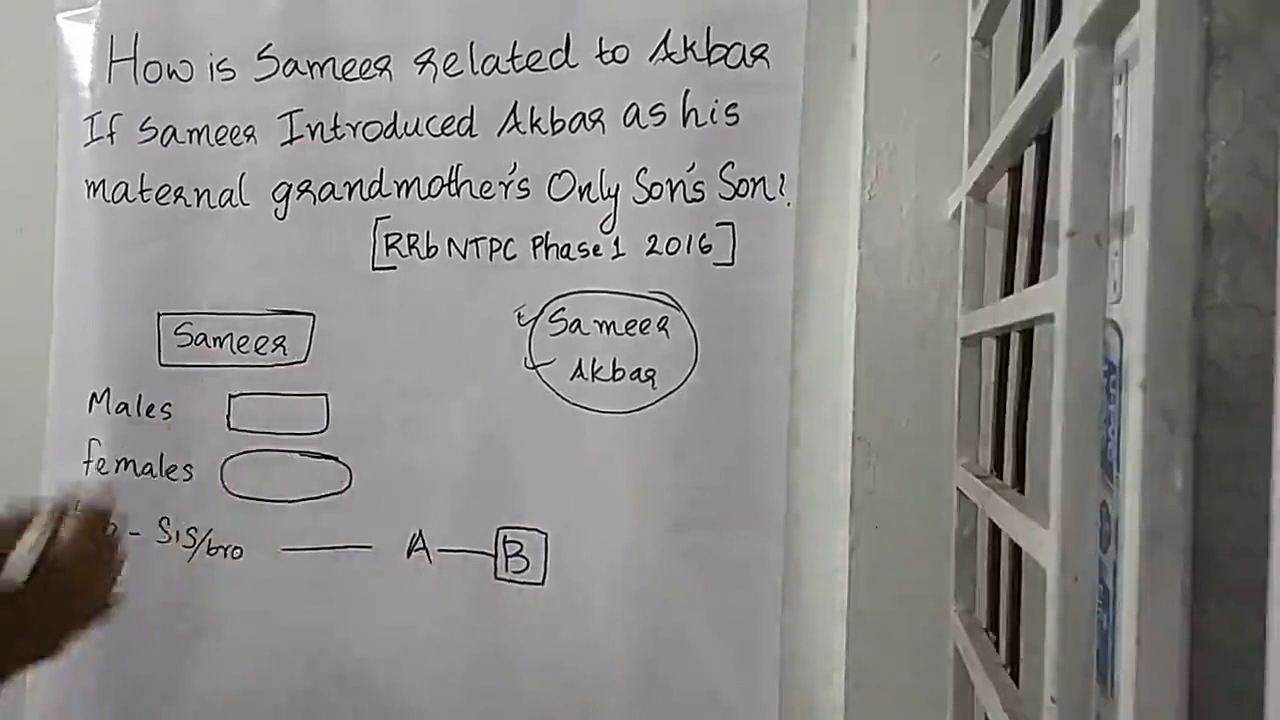 How is Sameer related to Akbar
If Sameer Introduced Akbar as his
maternal grandmother's Only Son's Son?
[RRb NTPC Phase 1 2016]
Sameer
Sameer
Akbar
Males
females
- Sis/bro
A
B